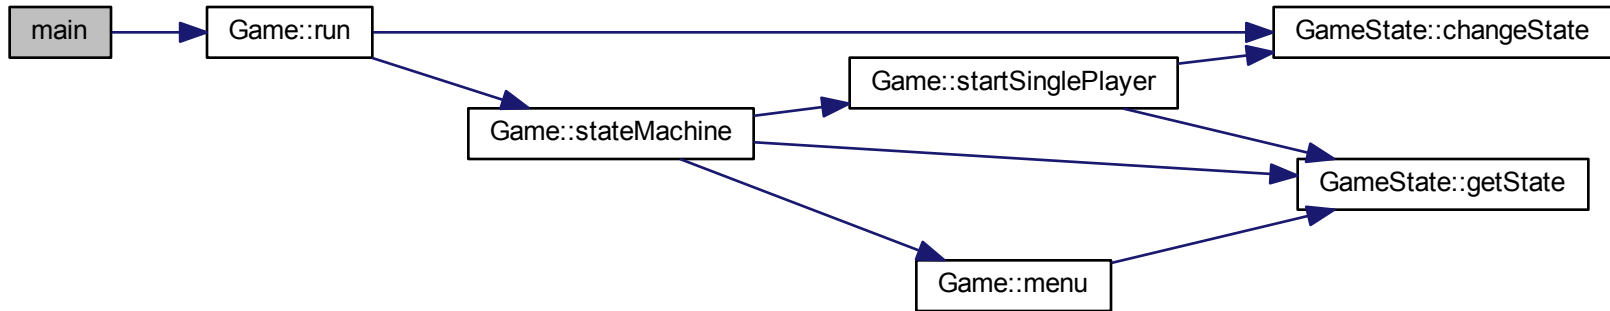 main
Game::run
GameState::changeState
Game::startSinglePlayer
Game::stateMachine
GameState::getState
Game::menu